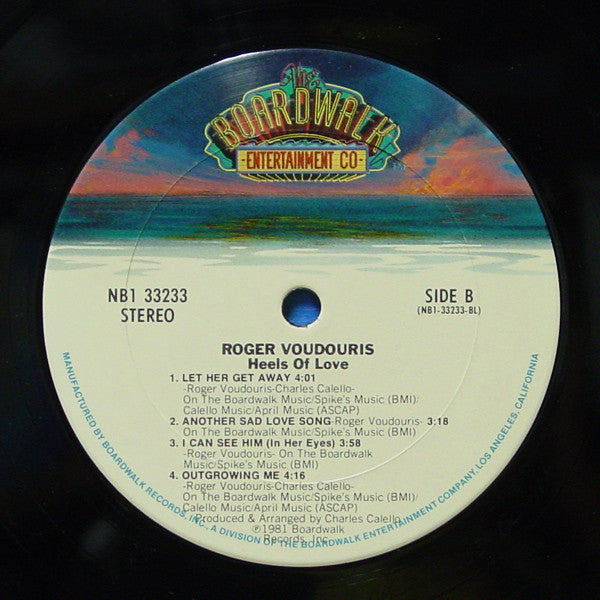 The
BOARDWALK
-ENTERTAINMENT CO-
NB1 33233
STEREO
SIDE B
(NB1-33233-BL)
ROGER VOUDOURIS
Heels Of Love
1. LET HER GET AWAY 4:01
-Roger Voudouris-Charles Calello-
On The Boardwalk Music/Spike's Music (BMI)/
Calello Music/April Music (ASCAP)
2. ANOTHER SAD LOVE SONG-Roger Voudouris- 3:18
On The Boardwalk Music/Spike's Music (BMI)
3. I CAN SEE HIM (In Her Eyes) 3:58
-Roger Voudouris- On The Boardwalk
Music/Spike's Music (BMI)
4. OUTGROWING ME 4:16
-Roger Voudouris-Charles Calello-
On The Boardwalk Music/Spike's Music (BMI)/
Calello Music/April Music (ASCAP)
Produced & Arranged by Charles Calello
℗1981 Boardwalk
Records, Inc.
MANUFACTURED BY BOARDWALK RECORDS, INC., A DIVISION OF THE BOARDWALK ENTERTAINMENT COMPANY, LOS ANGELES, CALIFORNIA